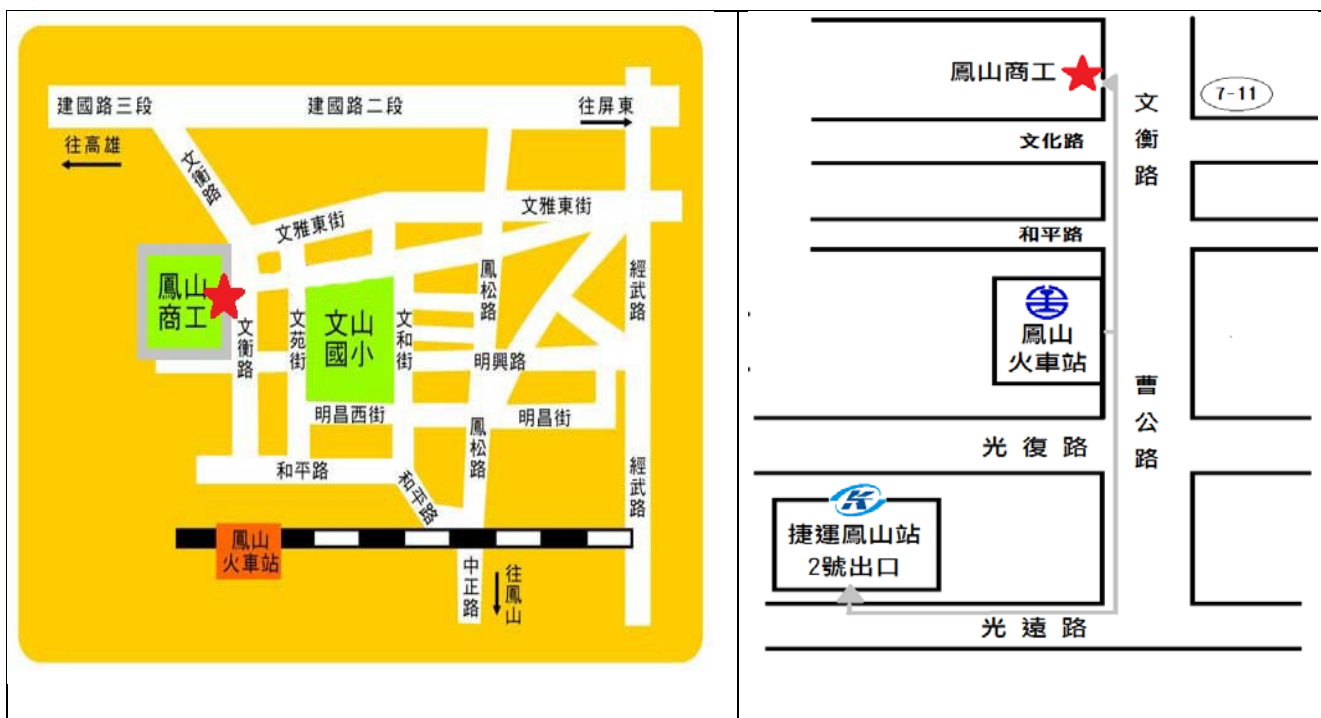 建國路三段
建國路二段
往屏東
往高雄
文衡路
文雅東街
文雅東街
鳳山
商工
文衡路
文苑街
文山
國小
文和街
鳳松路
經武路
明興路
明昌西街
明昌街
鳳松路
和平路
和平路
經武路
鳳山
火車站
中正路
往鳳山
鳳山商工
7-11
文衡路
文化路
和平路
鳳山
火車站
曹公路
光復路
K
捷運鳳山站
2號出口
光遠路